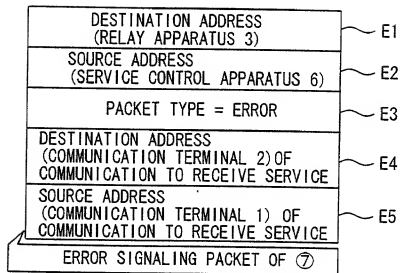 DESTINATION ADDRESS
(RELAY APPARATUS 3)
E1
SOURCE ADDRESS
(SERVICE CONTROL APPARATUS 6)
E2
PACKET TYPE = ERROR
E3
DESTINATION ADDRESS
(COMMUNICATION TERMINAL 2) OF
COMMUNICATION TO RECEIVE SERVICE
E4
SOURCE ADDRESS
(COMMUNICATION TERMINAL 1) OF
COMMUNICATION TO RECEIVE SERVICE
E5
ERROR SIGNALING PACKET OF ⑦